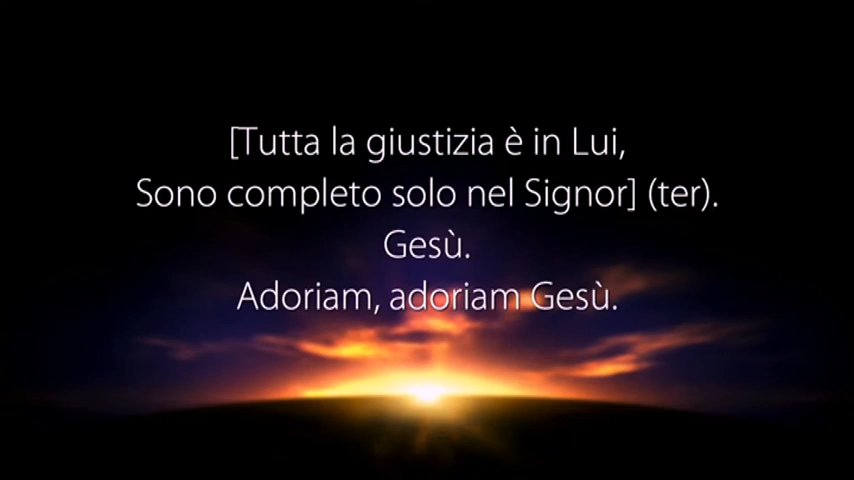 [Tutta la giustizia è in Lui,
Sono completo solo nel Signor] (ter).
Gesù.
Adoriam, adoriam Gesù.